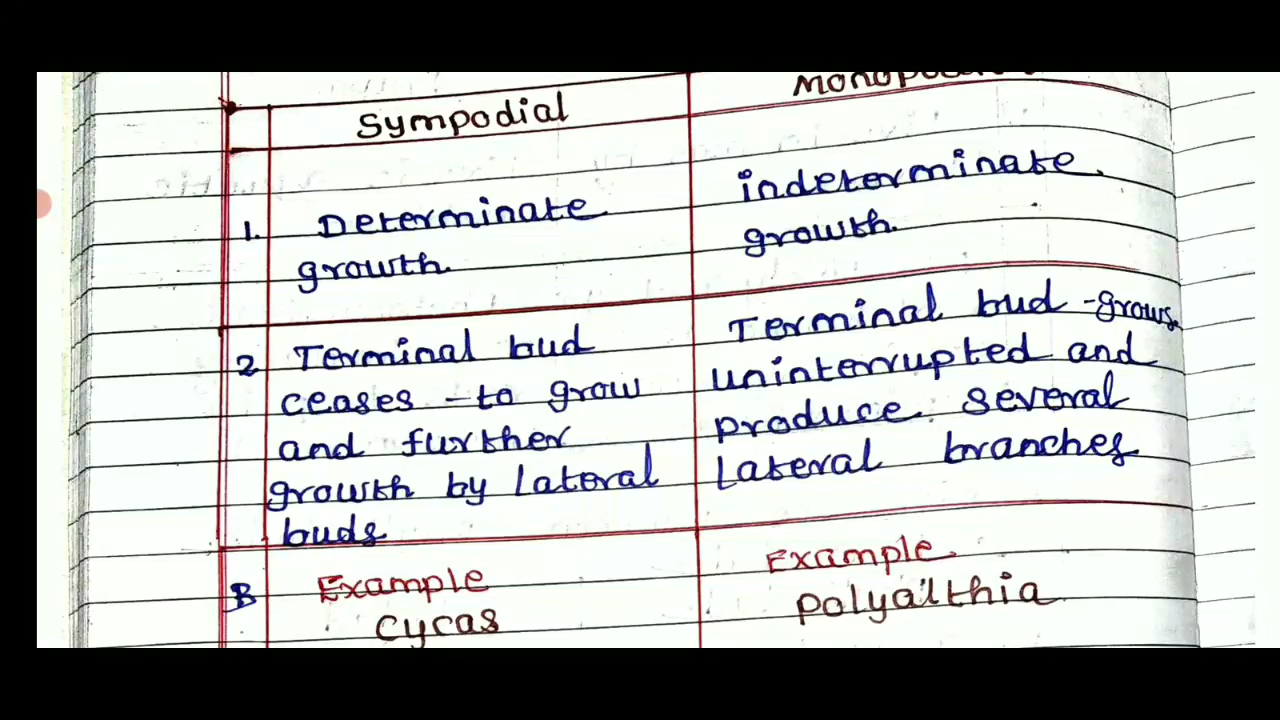 Sympodial
1. Determinate
growth.
2 Terminal bud
ceases to grow
and further
growth by lateral
buds
3 Example
Cycas
indeterminate.
growth.
Terminal bud grows.
uninterrupted and
produce. several
lateral branches
Example.
Polyalthia